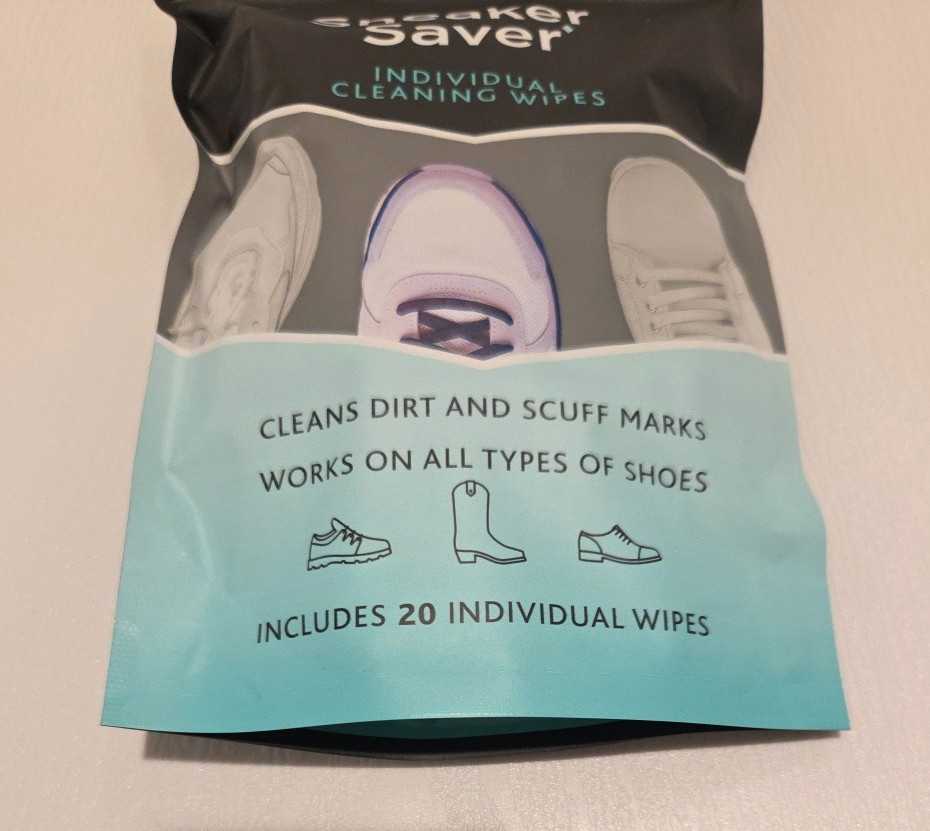 Sneaker
Saver
INDIVIDUAL
CLEANING WIPES
CLEANS DIRT AND SCUFF MARKS
WORKS ON ALL TYPES OF SHOES
INCLUDES 20 INDIVIDUAL WIPES